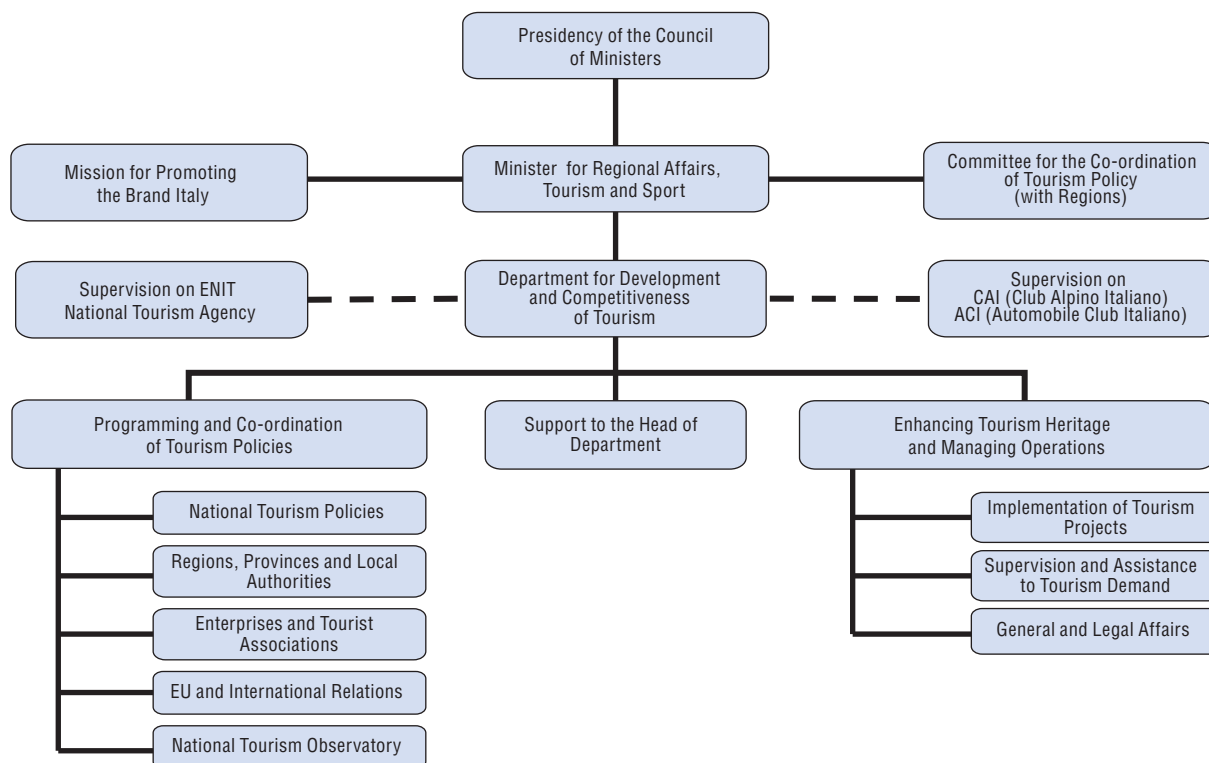 Presidency of the Council
of Ministers
Mission for Promoting
the Brand Italy
Minister for Regional Affairs,
Tourism and Sport
Committee for the Co-ordination
of Tourism Policy
(with Regions)
Supervision on ENIT
National Tourism Agency
Department for Development
and Competitiveness
of Tourism
Supervision on
CAI (Club Alpino Italiano)
ACI (Automobile Club Italiano)
Programming and Co-ordination
of Tourism Policies
Support to the Head of
Department
Enhancing Tourism Heritage
and Managing Operations
National Tourism Policies
Regions, Provinces and Local
Authorities
Enterprises and Tourist
Associations
EU and International Relations
National Tourism Observatory
Implementation of Tourism
Projects
Supervision and Assistance
to Tourism Demand
General and Legal Affairs